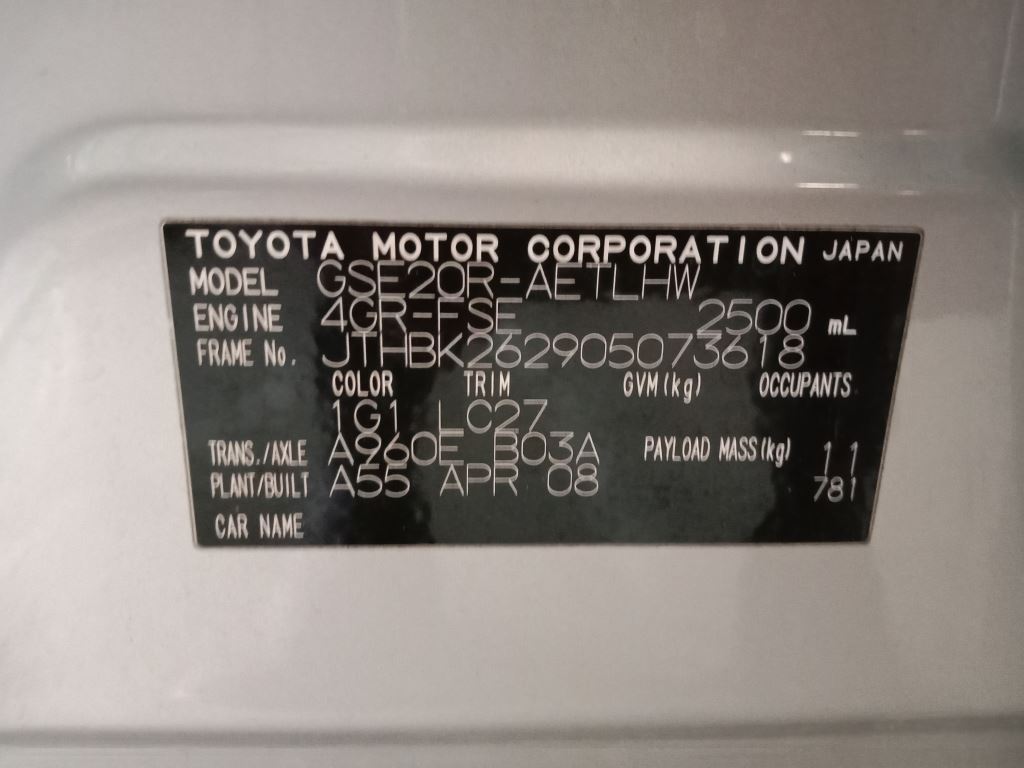 TOYOTA MOTOR CORPORATION JAPAN
MODEL GSE20R-AETLHW
ENGINE 4GR-FSE 2500 mL
FRAME No. JTHBK262905073618
COLOR TRIM GVM(kg) OCCUPANTS
1G1 LC27
TRANS./AXLE A960E B03A PAYLOAD MASS(kg) 11
PLANT/BUILT A55 APR 08 781
CAR NAME